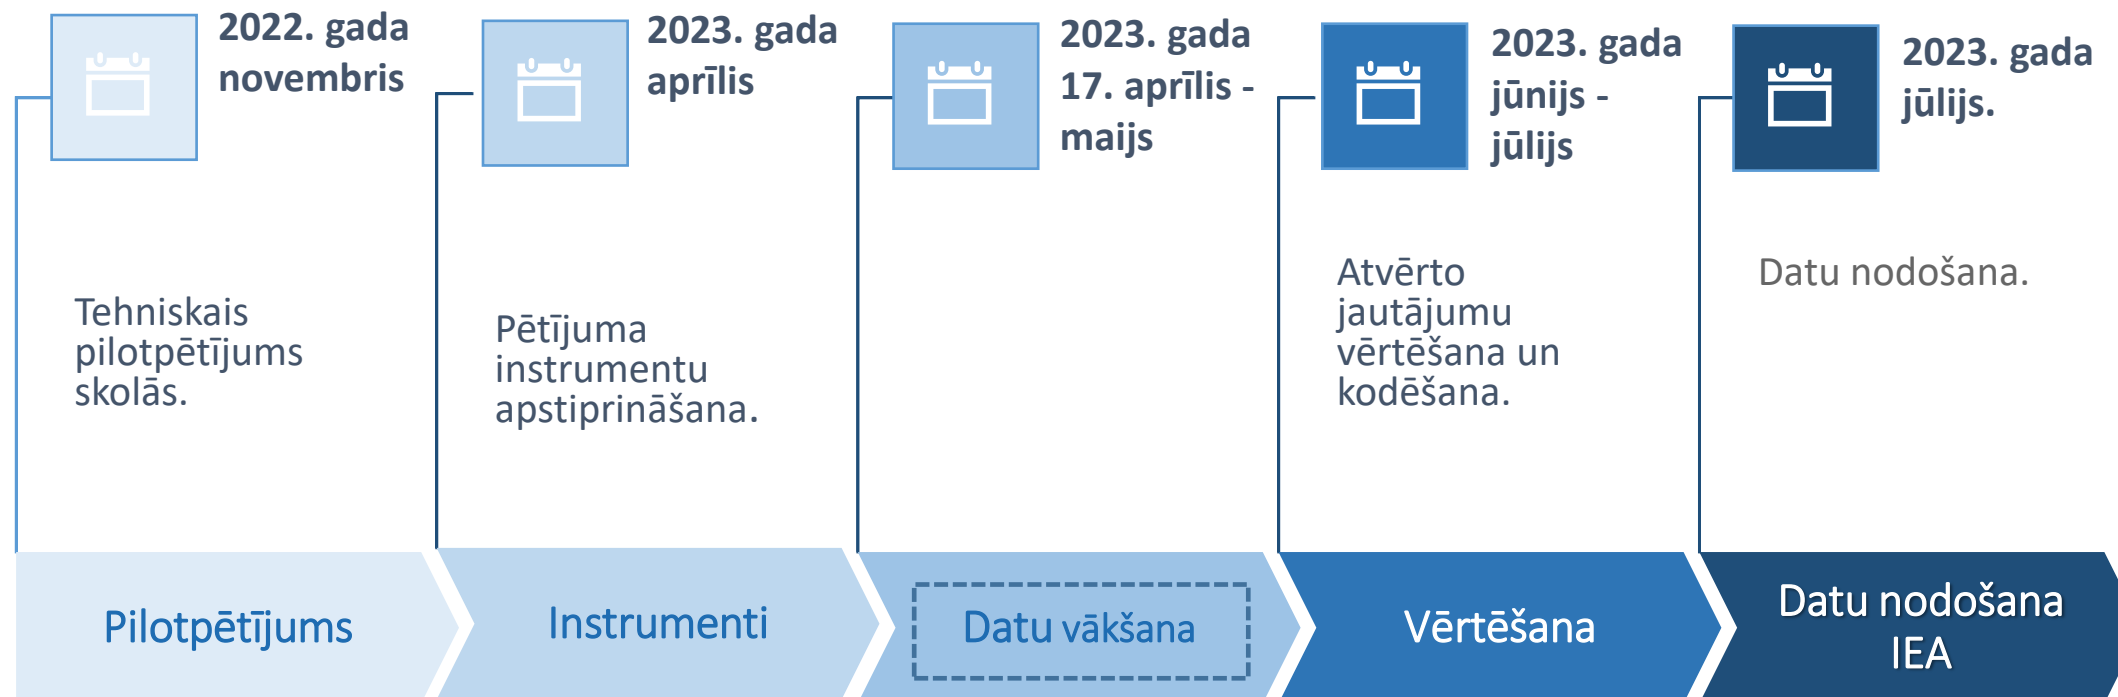 2022. gada
novembris
2023. gada
aprīlis
2023. gada
17. aprīlis -
maijs
2023. gada
jūnijs -
jūlijs
2023. gada
jūlijs.
Tehniskais
pilotpētījums
skolās.
Pētījuma
instrumentu
apstiprināšana.
Atvērto
jautājumu
vērtēšana un
kodēšana.
Datu nodošana.
Pilotpētījums
Instrumenti
Datu vākšana
Vērtēšana
Datu nodošana
IEA